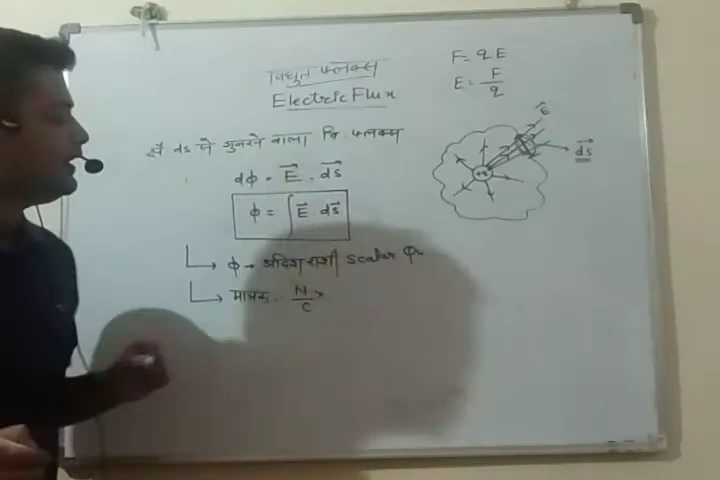 विद्युत फ्लक्स
Electric Flux
F = qE
E = F/q
क्षे ds से गुजरने वाला वि. फ्लक्स
dϕ = E⃗ . ds⃗
ϕ = ∫ E⃗ . ds⃗
ϕ → अदिश राशी scalar
मात्रक = N/C ×
E⃗
ds⃗
+q